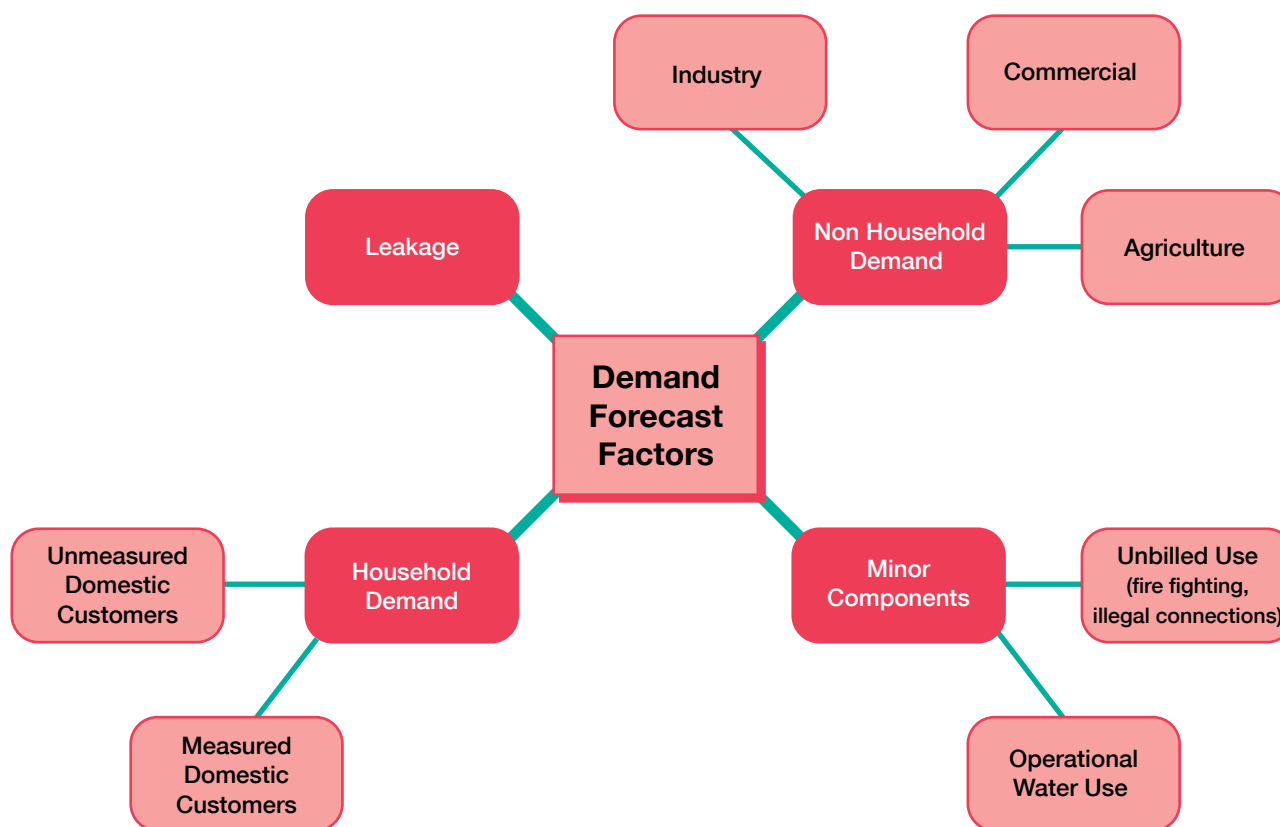 Industry
Commercial
Leakage
Non Household
Demand
Agriculture
Demand
Forecast
Factors
Unmeasured
Domestic
Customers
Household
Demand
Minor
Components
Unbilled Use
(fire fighting,
illegal connections)
Measured
Domestic
Customers
Operational
Water Use